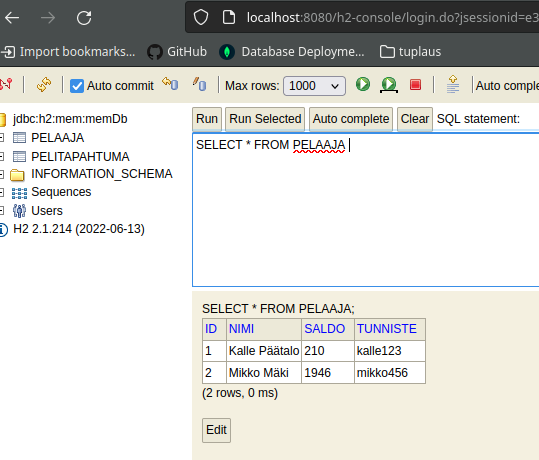 localhost:8080/h2-console/login.do?jsessionid=e3
Import bookmarks... GitHub Database Deployme... tuplaus
Auto commit Max rows: 1000 Auto comple
jdbc:h2:mem:memDb
PELAAJA
PELITAPAHTUMA
INFORMATION_SCHEMA
Sequences
Users
H2 2.1.214 (2022-06-13)
Run Run Selected Auto complete Clear SQL statement:
SELECT * FROM PELAAJA
SELECT * FROM PELAAJA;
ID NIMI SALDO TUNNISTE
1 Kalle Päätalo 210 kalle123
2 Mikko Mäki 1946 mikko456
(2 rows, 0 ms)
Edit